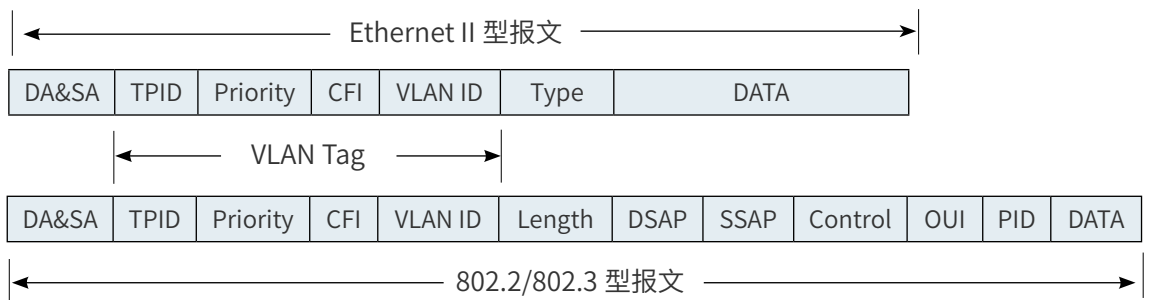 Ethernet II 型报文
DA&SA TPID Priority CFI VLAN ID Type DATA
VLAN Tag
DA&SA TPID Priority CFI VLAN ID Length DSAP SSAP Control OUI PID DATA
802.2/802.3 型报文